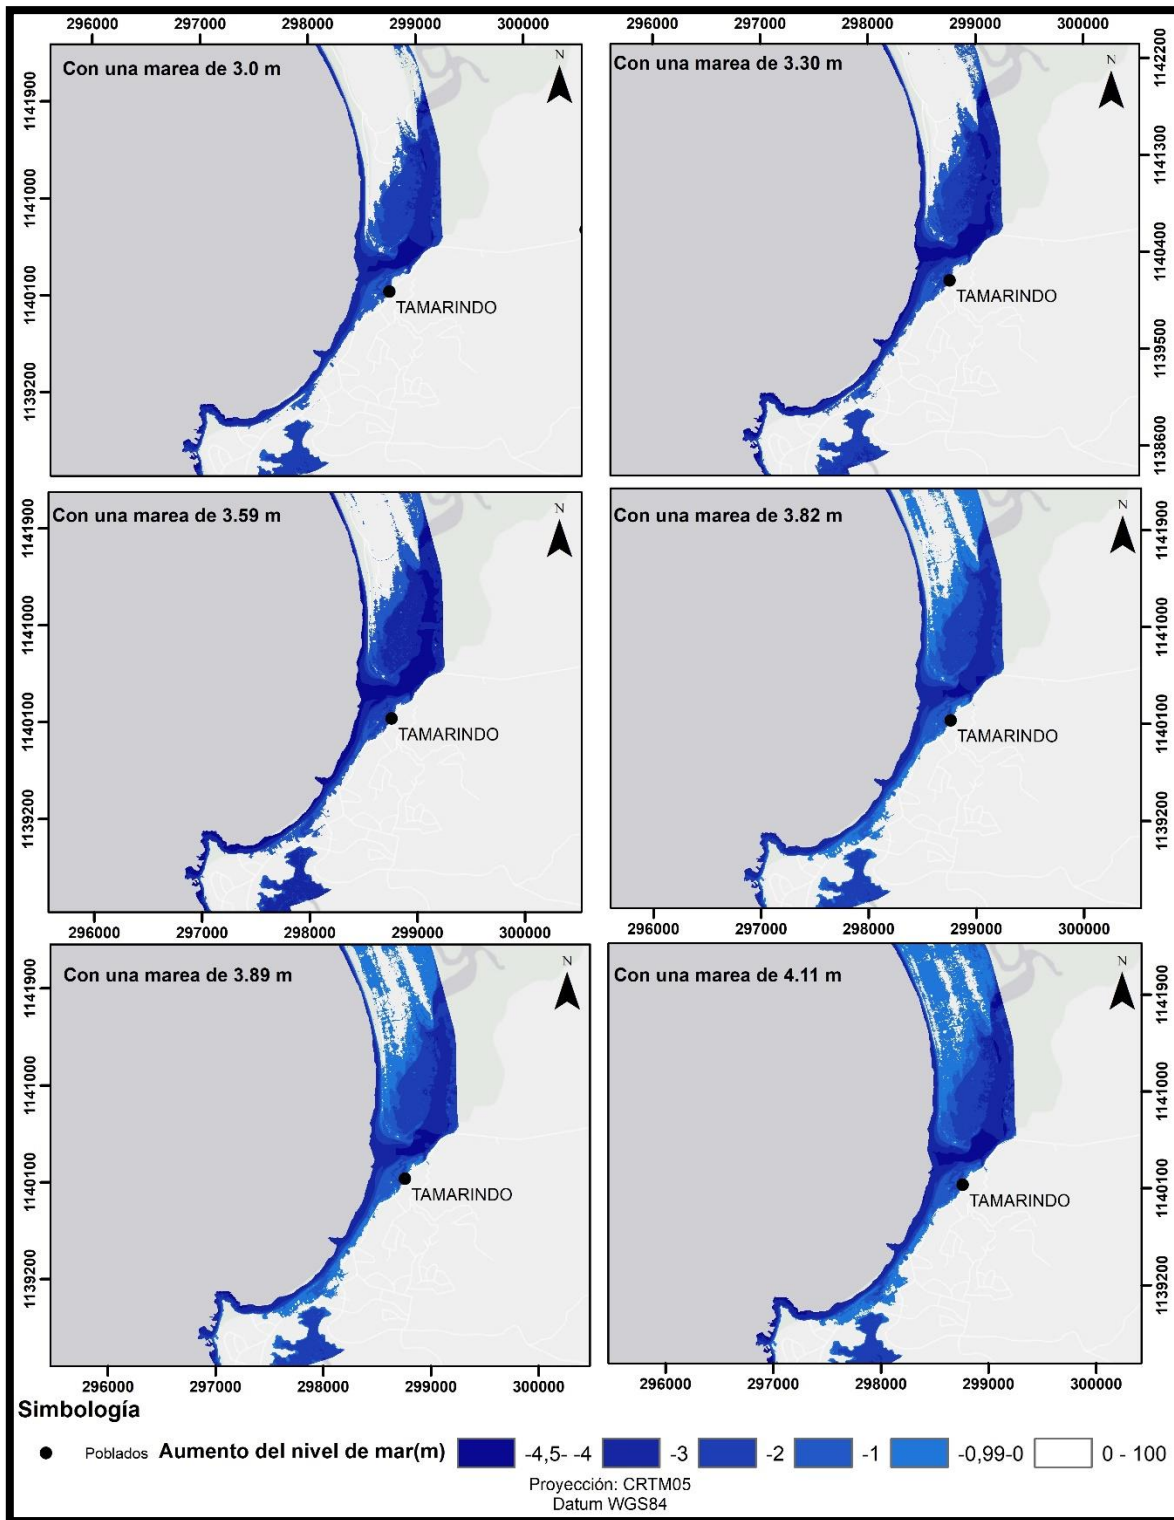 296000 297000 298000 299000 300000
296000 297000 298000 299000 300000
Con una marea de 3.0 m
N
1141900
1141000
1140100
1139200
TAMARINDO
Con una marea de 3.30 m
N
1142200
1141300
1140400
1139500
1138600
TAMARINDO
Con una marea de 3.59 m
N
1141900
1141000
1140100
1139200
TAMARINDO
296000 297000 298000 299000 300000
Con una marea de 3.82 m
N
1141900
1141000
1140100
1139200
TAMARINDO
296000 297000 298000 299000 300000
Con una marea de 3.89 m
N
1141900
1141000
1140100
1139200
TAMARINDO
296000 297000 298000 299000 300000
Con una marea de 4.11 m
N
1141900
1141000
1140100
1139200
TAMARINDO
296000 297000 298000 299000 300000
Simbología
Poblados Aumento del nivel de mar(m) -4,5- -4 -3 -2 -1 -0,99-0 0 - 100
Proyección: CRTM05
Datum WGS84